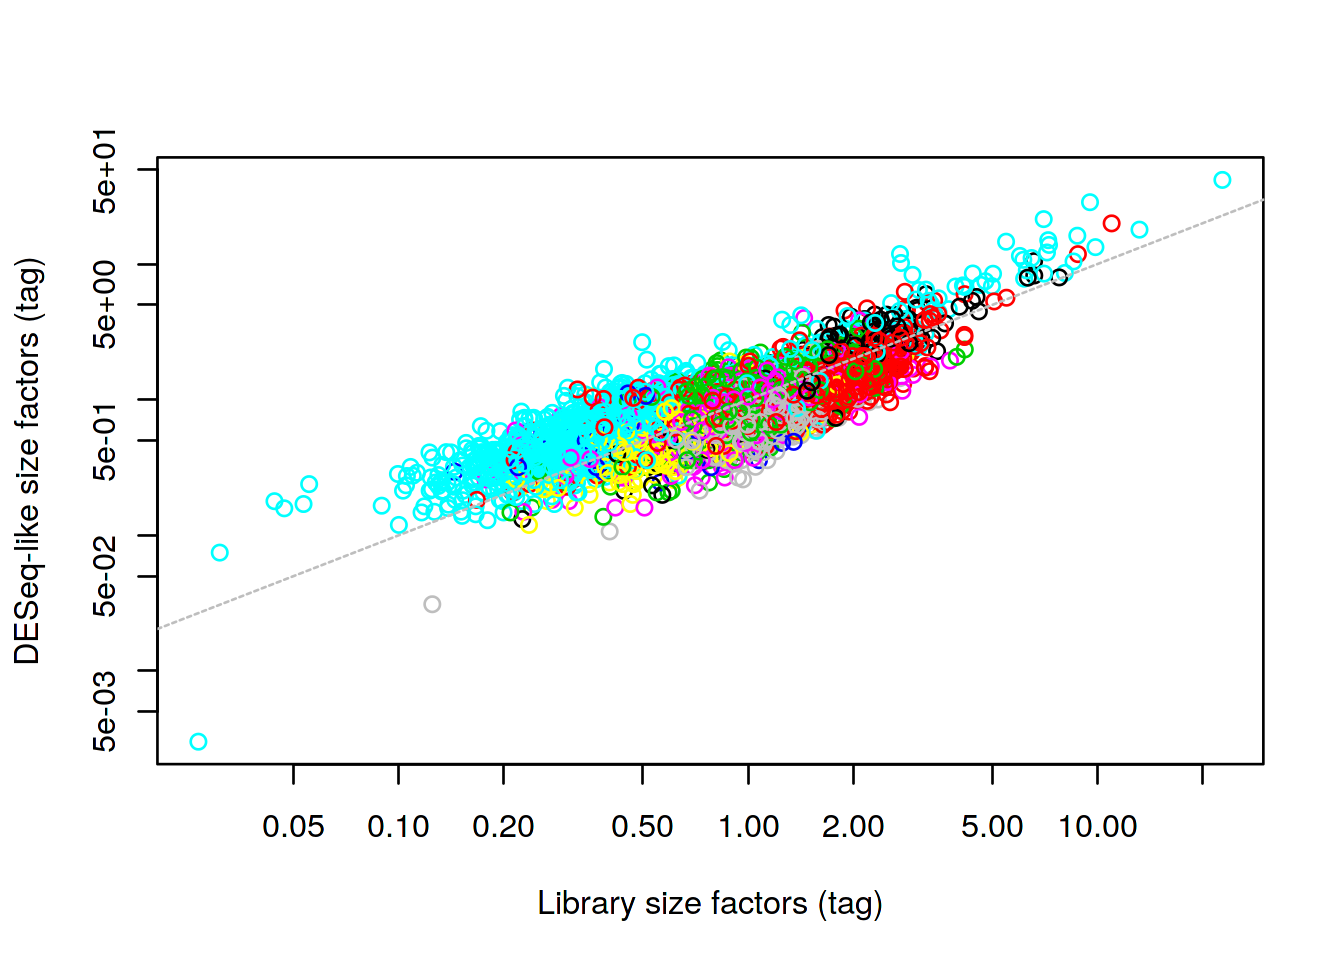 5e+01
5e+00
5e-01
5e-02
5e-03
DESeq-like size factors (tag)
0.05 0.10 0.20 0.50 1.00 2.00 5.00 10.00
Library size factors (tag)